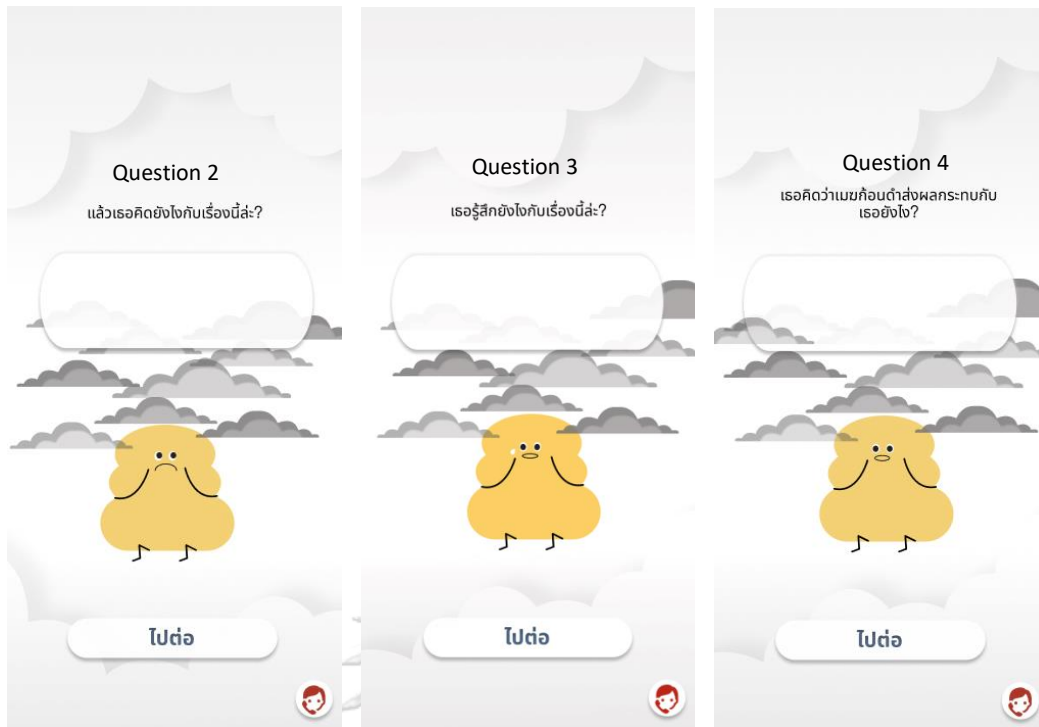 Question 2
แล้วเธอคิดยังไงกับเรื่องนี้ล่ะ?
ไปต่อ
Question 3
เธอรู้สึกยังไงกับเรื่องนี้ล่ะ?
ไปต่อ
Question 4
เธอคิดว่าเมฆก้อนดำส่งผลกระทบกับ
เธอยังไง?
ไปต่อ